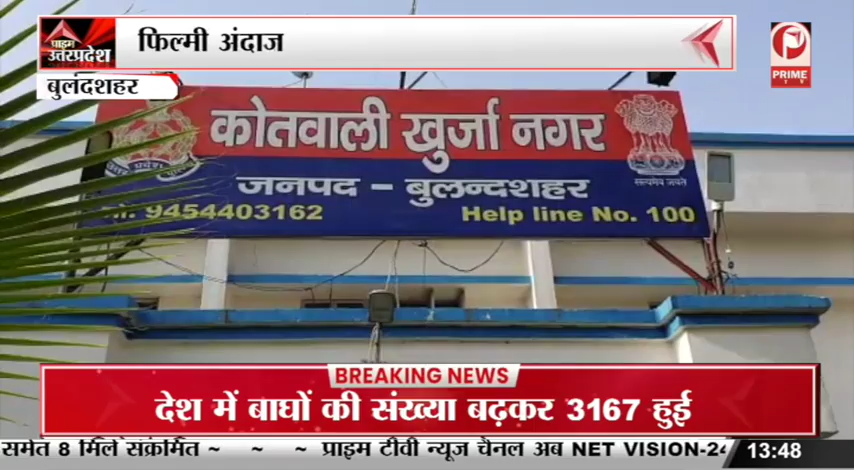 प्राइम
उत्तरप्रदेश
फिल्मी अंदाज
PRIME
बुलंदशहर
कोतवाली खुर्जा नगर
जनपद - बुलन्दशहर
सत्यमेव जयते
9454403162
Help line No. 100
BREAKING NEWS
देश में बाघों की संख्या बढ़कर 3167 हुई
समेत 8 मिले संक्रमित ~ ~ ~ प्राइम टीवी न्यूज चैनल अब NET VISION-24
13:48